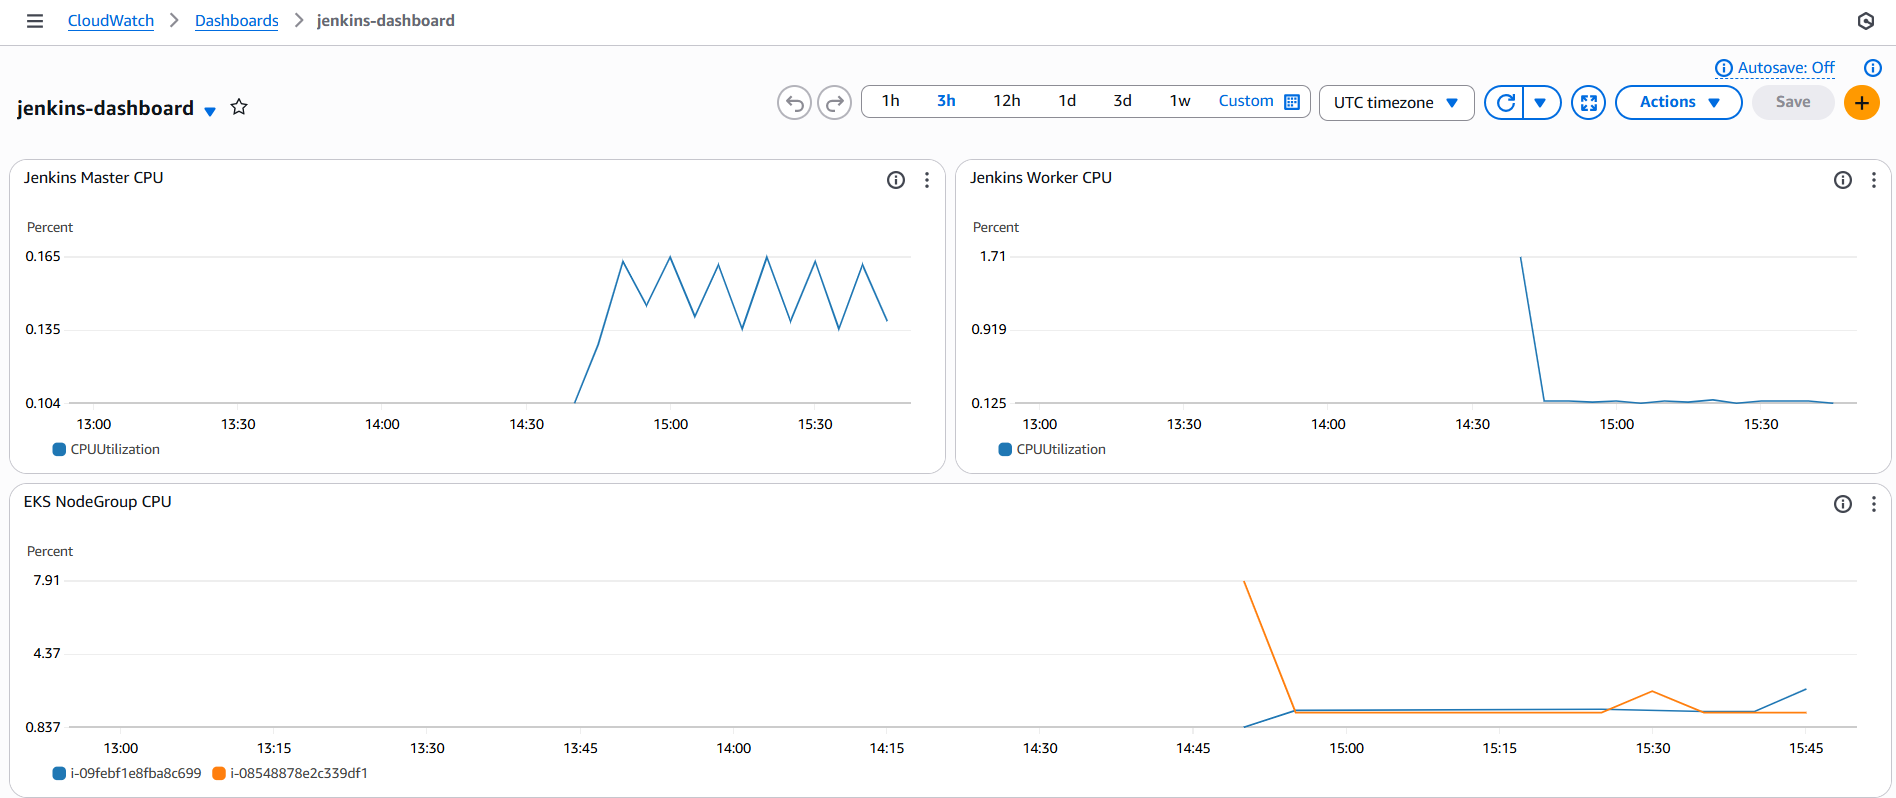 CloudWatch > Dashboards > jenkins-dashboard
Autosave: Off
jenkins-dashboard
1h 3h 12h 1d 3d 1w Custom UTC timezone Actions Save
Jenkins Master CPU
Percent
0.165
0.135
0.104
13:00 13:30 14:00 14:30 15:00 15:30
CPUUtilization
Jenkins Worker CPU
Percent
1.71
0.919
0.125
13:00 13:30 14:00 14:30 15:00 15:30
CPUUtilization
EKS NodeGroup CPU
Percent
7.91
4.37
0.837
13:00 13:15 13:30 13:45 14:00 14:15 14:30 14:45 15:00 15:15 15:30 15:45
i-09febf1e8fba8c699 i-08548878e2c339df1